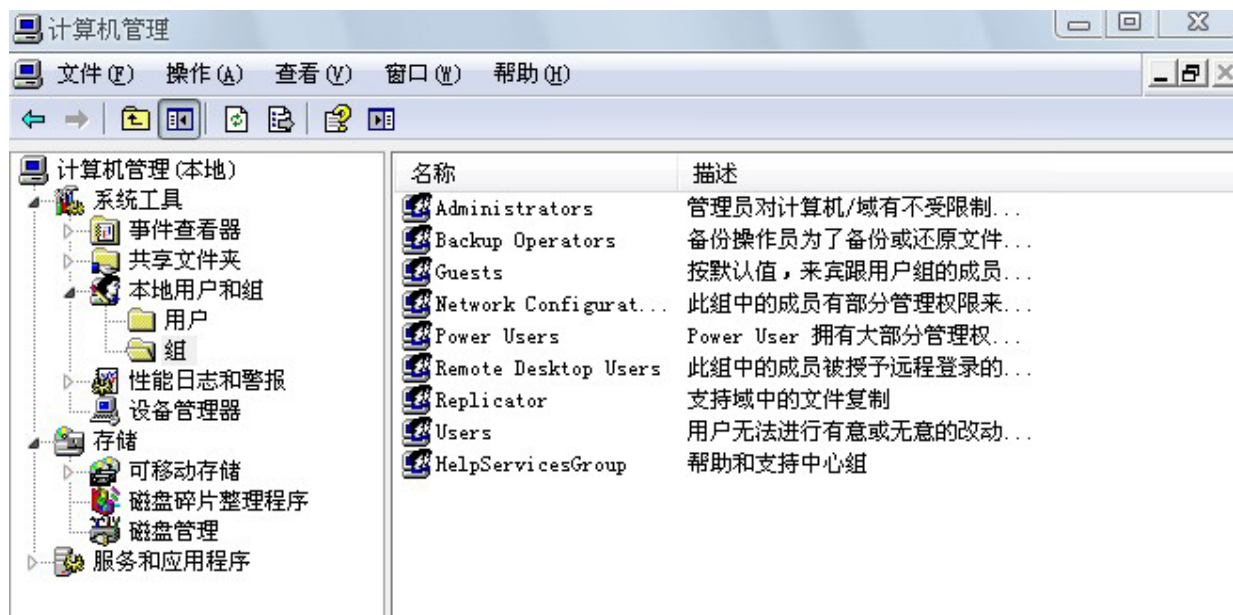 计算机管理
文件(F) 操作(A) 查看(V) 窗口(W) 帮助(H)
计算机管理(本地)
系统工具
事件查看器
共享文件夹
本地用户和组
用户
组
性能日志和警报
设备管理器
存储
可移动存储
磁盘碎片整理程序
磁盘管理
服务和应用程序
名称 描述
Administrators 管理员对计算机/域有不受限制...
Backup Operators 备份操作员为了备份或还原文件...
Guests 按默认值，来宾跟用户组的成员...
Network Configurat... 此组中的成员有部分管理权限来...
Power Users Power User 拥有大部分管理权...
Remote Desktop Users 此组中的成员被授予远程登录的...
Replicator 支持域中的文件复制
Users 用户无法进行有意或无意的改动...
HelpServicesGroup 帮助和支持中心组